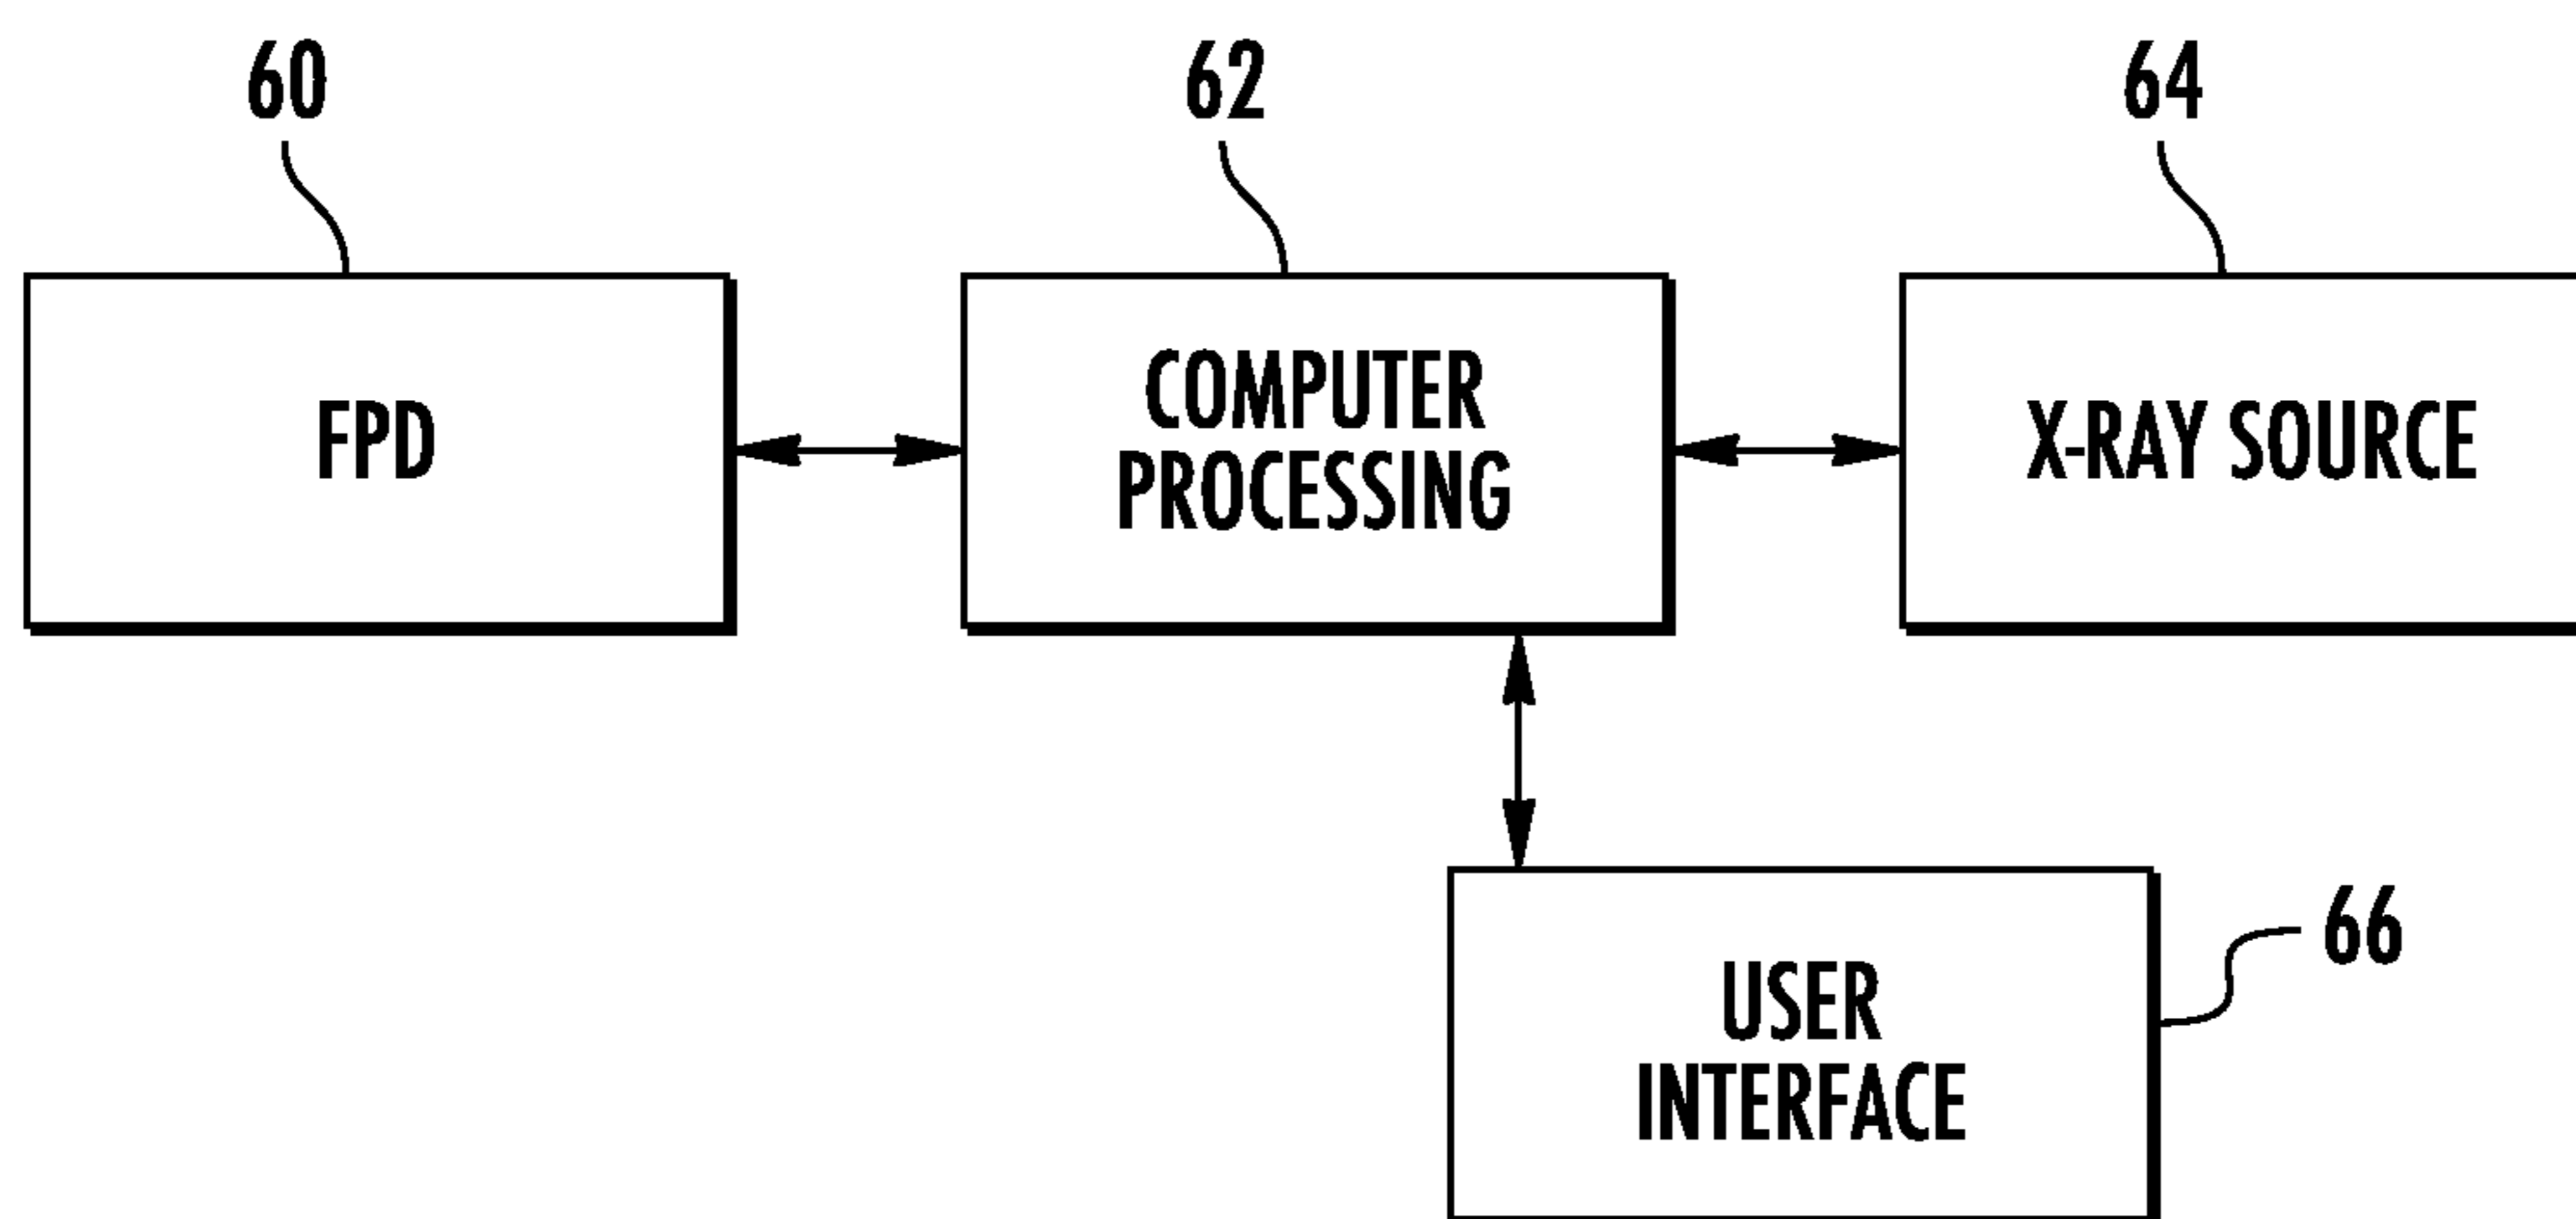 60
62
64
FPD
COMPUTER
PROCESSING
X-RAY SOURCE
66
USER
INTERFACE